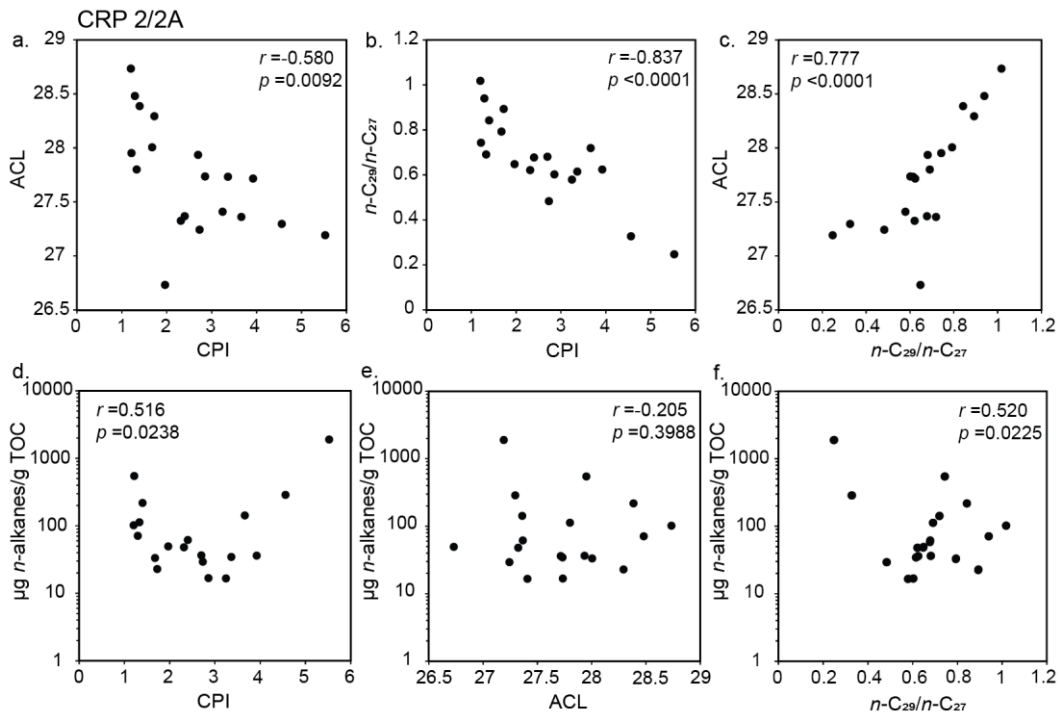 CRP 2/2A
a.
r =-0.580
p =0.0092
ACL
29
28.5
28
27.5
27
26.5
0 1 2 3 4 5 6
CPI
b.
r =-0.837
p <0.0001
n-C₂₉/n-C₂₇
1.2
1
0.8
0.6
0.4
0.2
0
0 1 2 3 4 5 6
CPI
c.
r =0.777
p <0.0001
ACL
29
28.5
28
27.5
27
26.5
0 0.2 0.4 0.6 0.8 1 1.2
n-C₂₉/n-C₂₇
d.
r =0.516
p =0.0238
µg n-alkanes/g TOC
10000
1000
100
10
1
0 1 2 3 4 5 6
CPI
e.
r =-0.205
p =0.3988
µg n-alkanes/g TOC
10000
1000
100
10
1
26.5 27 27.5 28 28.5 29
ACL
f.
r =0.520
p =0.0225
µg n-alkanes/g TOC
10000
1000
100
10
1
0 0.2 0.4 0.6 0.8 1 1.2
n-C₂₉/n-C₂₇